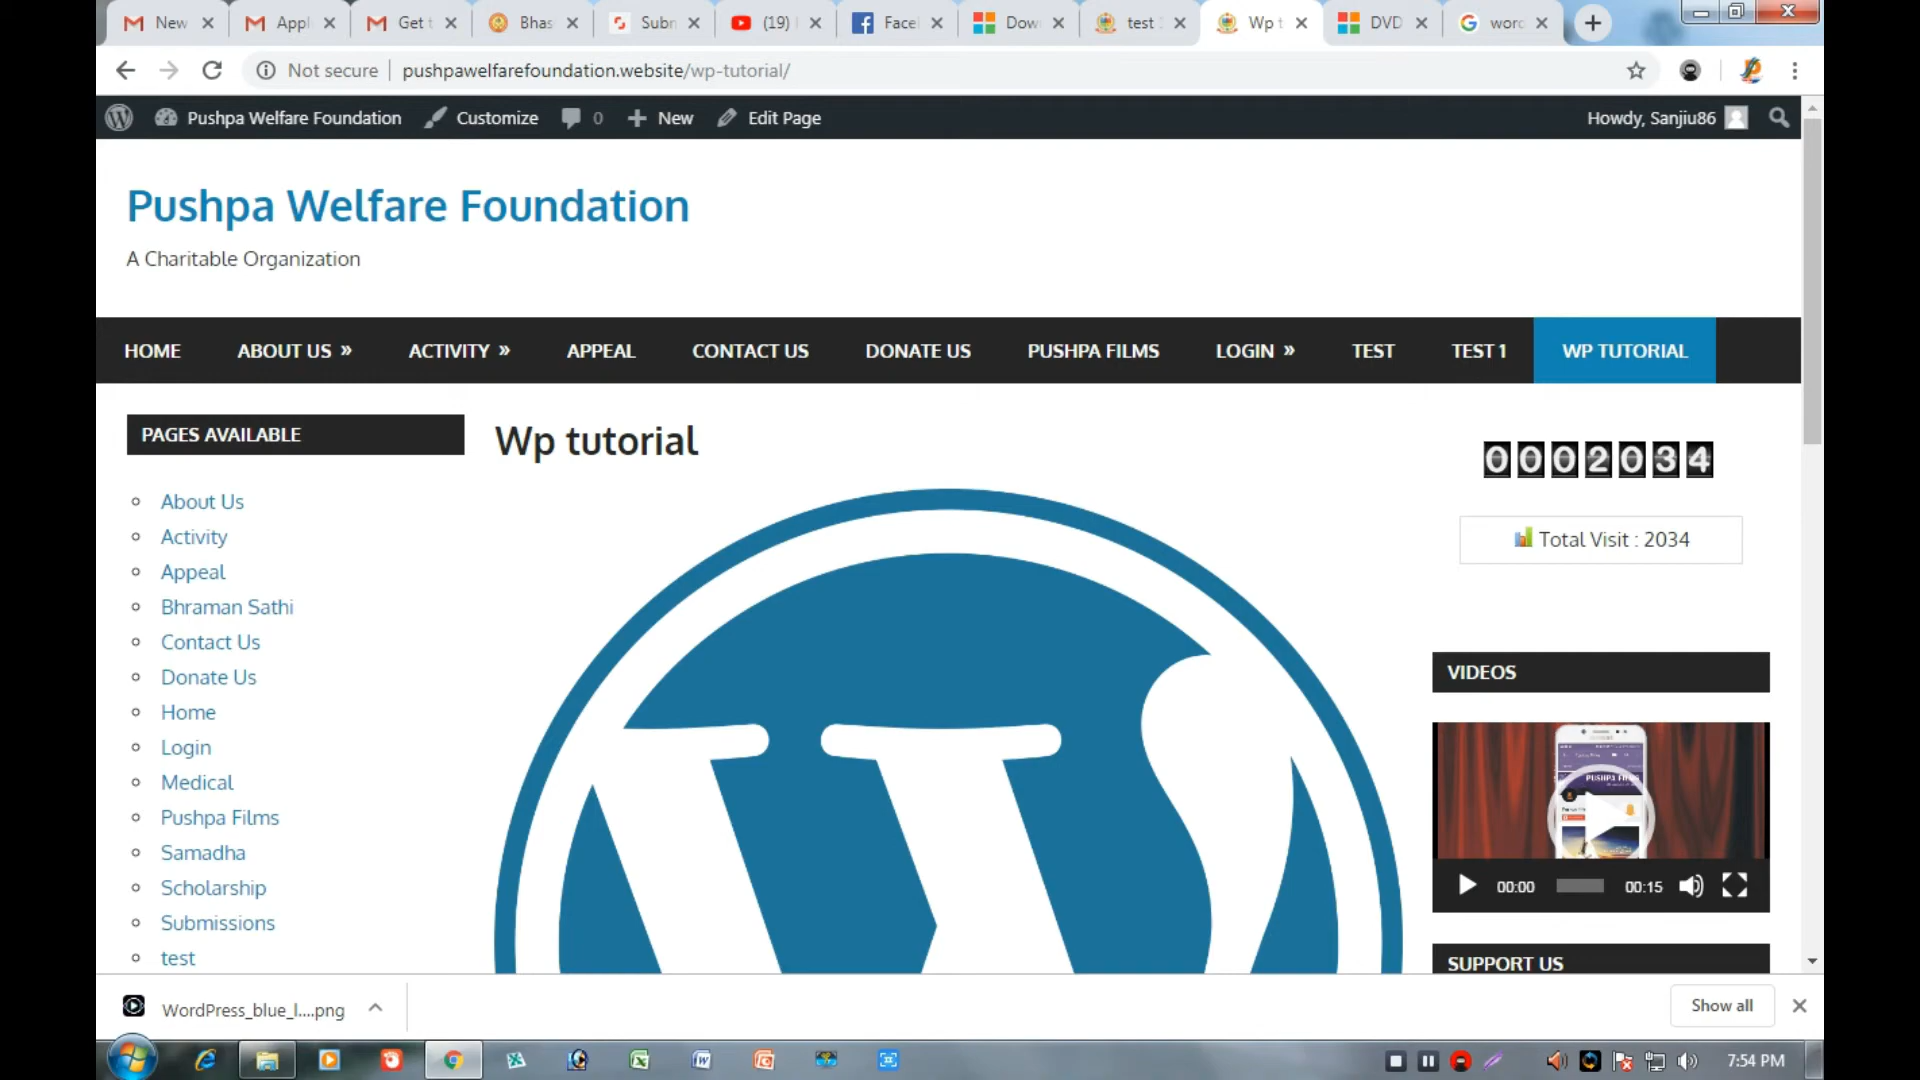 New
Appl
Get t
Bhas
Subm
(19)
Face
Dow
test
Wp t
DVD
word
Not secure
pushpawelfarefoundation.website/wp-tutorial/
Pushpa Welfare Foundation
Customize
0
New
Edit Page
Howdy, Sanjiu86
Pushpa Welfare Foundation
A Charitable Organization
HOME
ABOUT US »
ACTIVITY »
APPEAL
CONTACT US
DONATE US
PUSHPA FILMS
LOGIN »
TEST
TEST 1
WP TUTORIAL
PAGES AVAILABLE
About Us
Activity
Appeal
Bhraman Sathi
Contact Us
Donate Us
Home
Login
Medical
Pushpa Films
Samadha
Scholarship
Submissions
test
Wp tutorial
0002034
Total Visit : 2034
VIDEOS
00:00
00:15
SUPPORT US
WordPress_blue_l....png
Show all
7:54 PM